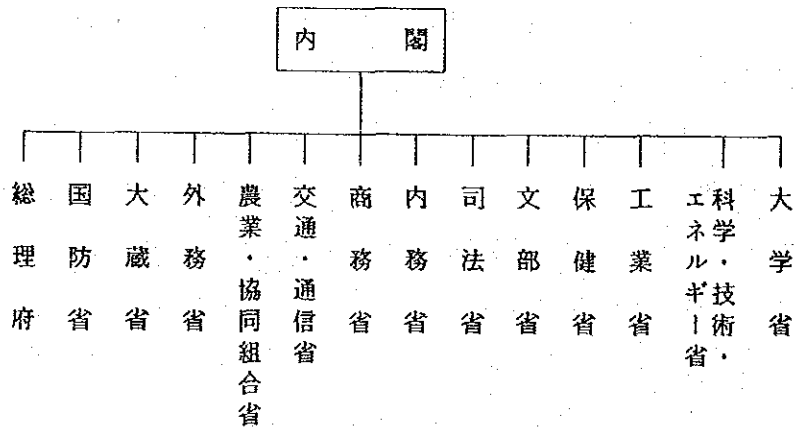 内閣
総理府
国防省
大蔵省
外務省
農業・協同組合省
交通・通信省
商務省
内務省
司法省
文部省
保健省
工業省
科学・技術・
エネルギー省
大学省